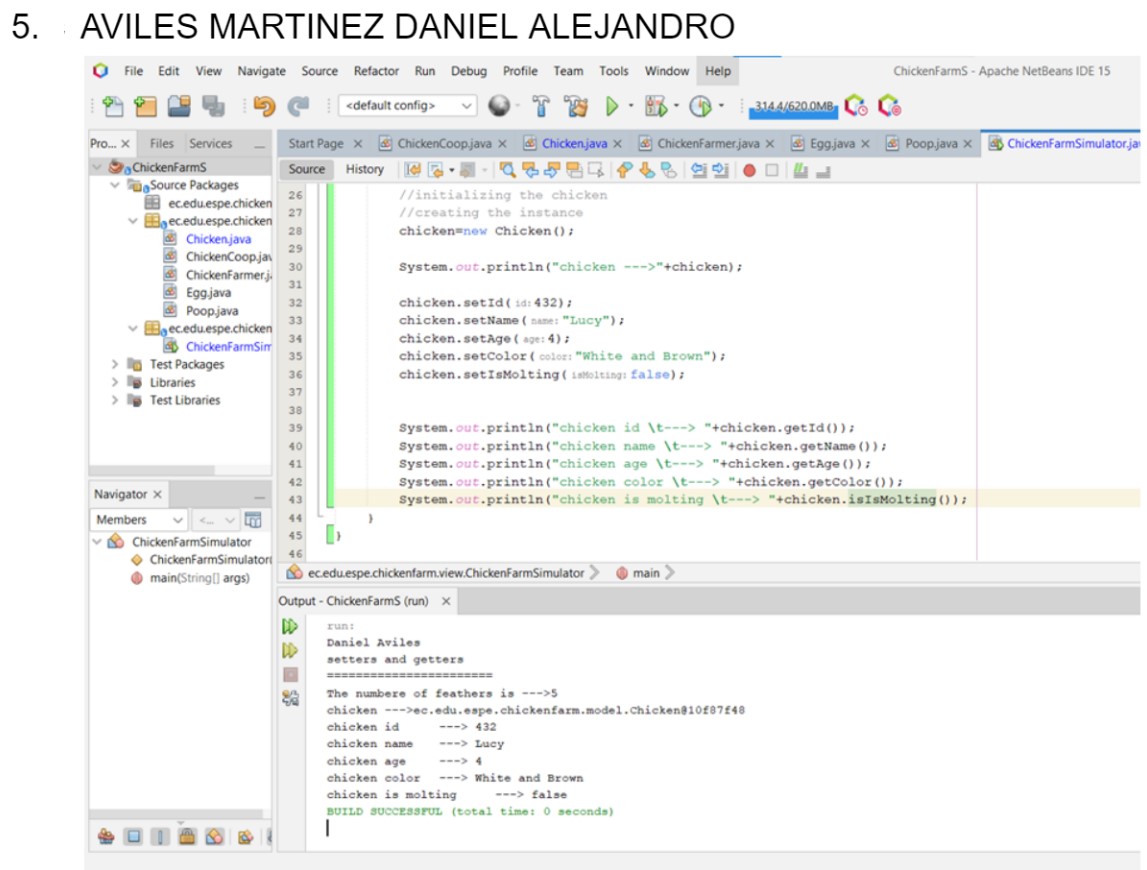 5. AVILES MARTINEZ DANIEL ALEJANDRO
File Edit View Navigate Source Refactor Run Debug Profile Team Tools Window Help
ChickenFarmS - Apache NetBeans IDE 15
<default config>
314.4/620.0MB
Pro... × Files Services
Start Page × ChickenCoop.java × Chicken.java × ChickenFarmer.java × Egg.java × Poop.java × ChickenFarmSimulator.ja
ChickenFarmS
Source Packages
ec.edu.espe.chicken
ec.edu.espe.chicken
Chicken.java
ChickenCoop.jav
ChickenFarmer.j
Egg.java
Poop.java
ec.edu.espe.chicken
ChickenFarmSim
Test Packages
Libraries
Test Libraries
Source History
26 //initializing the chicken
27 //creating the instance
28 chicken=new Chicken();
29
30 System.out.println("chicken --->"+chicken);
31
32 chicken.setId( id: 432);
33 chicken.setName( name: "Lucy");
34 chicken.setAge( age: 4);
35 chicken.setColor( color: "White and Brown");
36 chicken.setIsMolting( isMolting: false);
37
38
39 System.out.println("chicken id \t---> "+chicken.getId());
40 System.out.println("chicken name \t---> "+chicken.getName());
41 System.out.println("chicken age \t---> "+chicken.getAge());
42 System.out.println("chicken color \t---> "+chicken.getColor());
43 System.out.println("chicken is molting \t---> "+chicken.isIsMolting());
44 }
45 }
46
ec.edu.espe.chickenfarm.view.ChickenFarmSimulator main
Navigator ×
Members <...
ChickenFarmSimulator
ChickenFarmSimulator(
main(String[] args)
Output - ChickenFarmS (run) ×
run:
Daniel Aviles
setters and getters
=======================
The numbere of feathers is --->5
chicken --->ec.edu.espe.chickenfarm.model.Chicken@10f87f48
chicken id ---> 432
chicken name ---> Lucy
chicken age ---> 4
chicken color ---> White and Brown
chicken is molting ---> false
BUILD SUCCESSFUL (total time: 0 seconds)